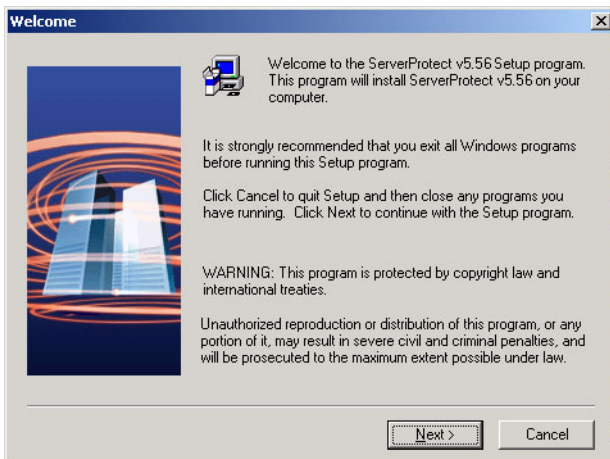 Welcome
Welcome to the ServerProtect v5.56 Setup program.
This program will install ServerProtect v5.56 on your
computer.
It is strongly recommended that you exit all Windows programs
before running this Setup program.
Click Cancel to quit Setup and then close any programs you
have running. Click Next to continue with the Setup program.
WARNING: This program is protected by copyright law and
international treaties.
Unauthorized reproduction or distribution of this program, or any
portion of it, may result in severe civil and criminal penalties, and
will be prosecuted to the maximum extent possible under law.
Next >
Cancel